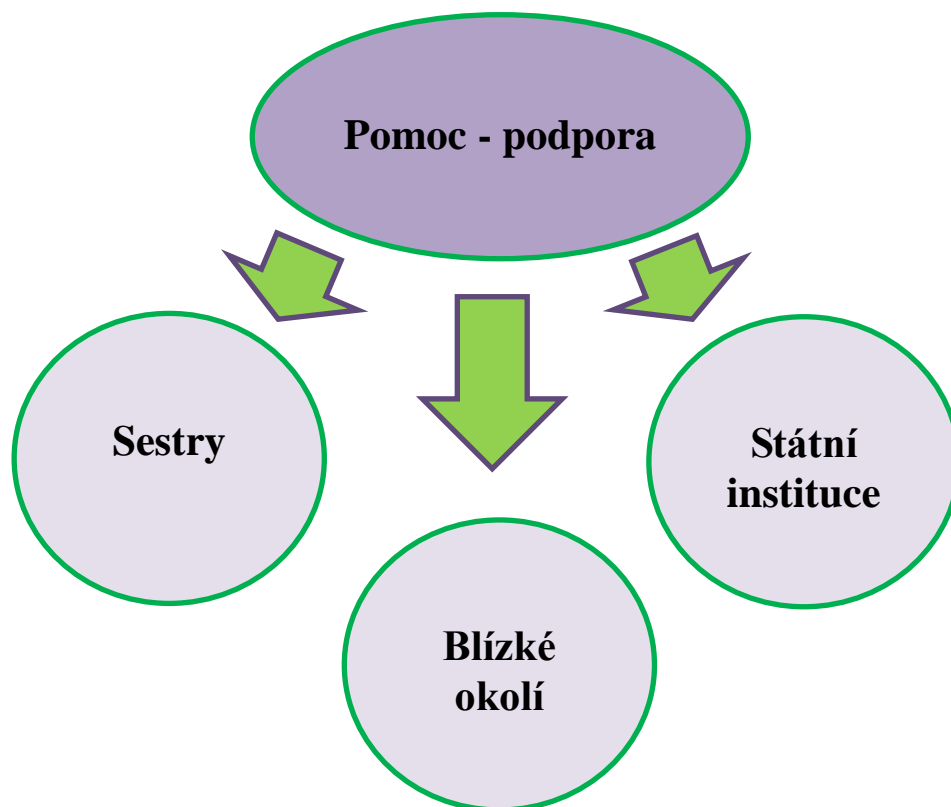 Pomoc - podpora
Sestry
Státní
instituce
Blízké
okolí